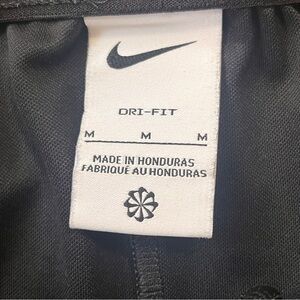 DRI-FIT
M M M
MADE IN HONDURAS
FABRIQUÉ AU HONDURAS